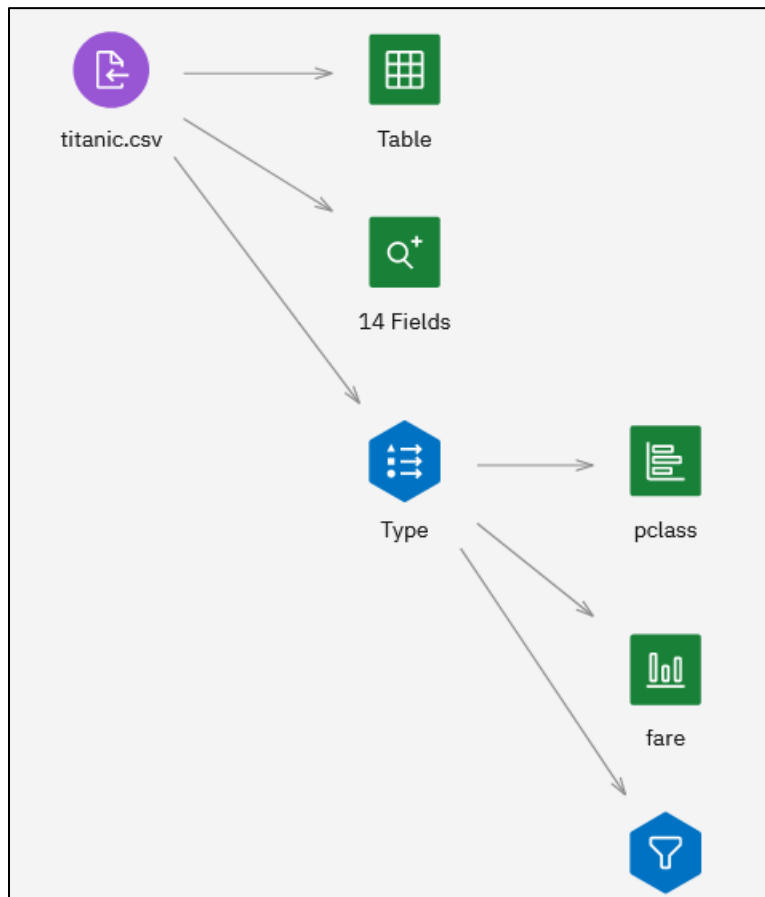 titanic.csv
Table
14 Fields
Type
pclass
fare